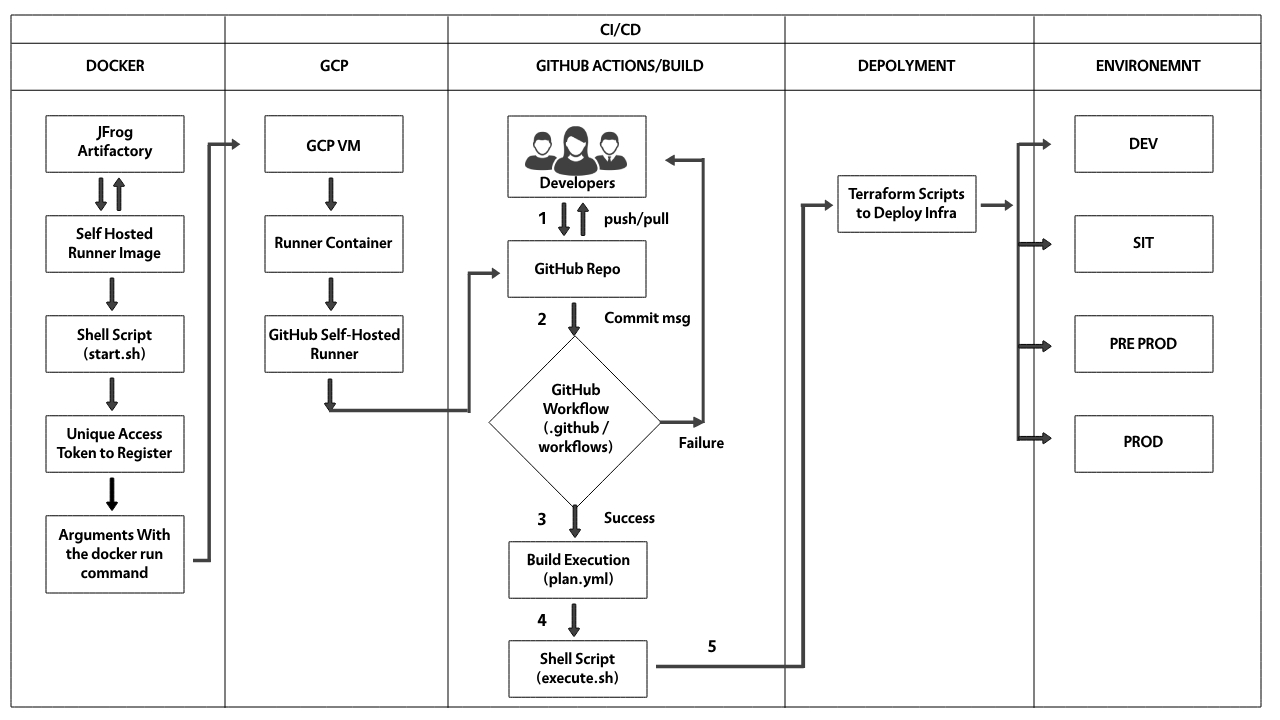 CI/CD
DOCKER
GCP
GITHUB ACTIONS/BUILD
DEPOLYMENT
ENVIRONEMNT
JFrog
Artifactory
Self Hosted
Runner Image
Shell Script
(start.sh)
Unique Access
Token to Register
Arguments With
the docker run
command
GCP VM
Runner Container
GitHub Self-Hosted
Runner
Developers
1
push/pull
GitHub Repo
2
Commit msg
GitHub
Workflow
(.github /
workflows)
Failure
3
Success
Build Execution
(plan.yml)
4
Shell Script
(execute.sh)
5
Terraform Scripts
to Deploy Infra
DEV
SIT
PRE PROD
PROD